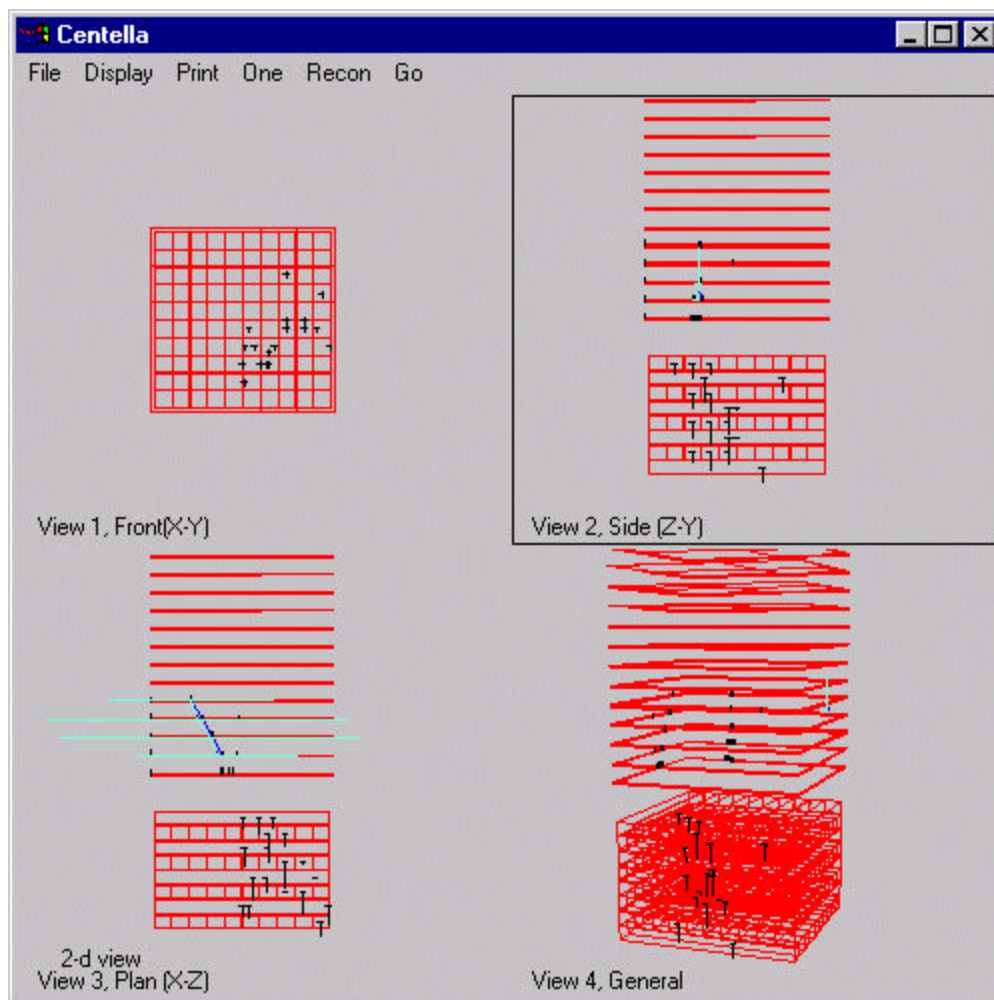 Centella
File Display Print One Recon Go
View 1, Front(X-Y)
View 2, Side (Z-Y)
2-d view
View 3, Plan (X-Z)
View 4, General